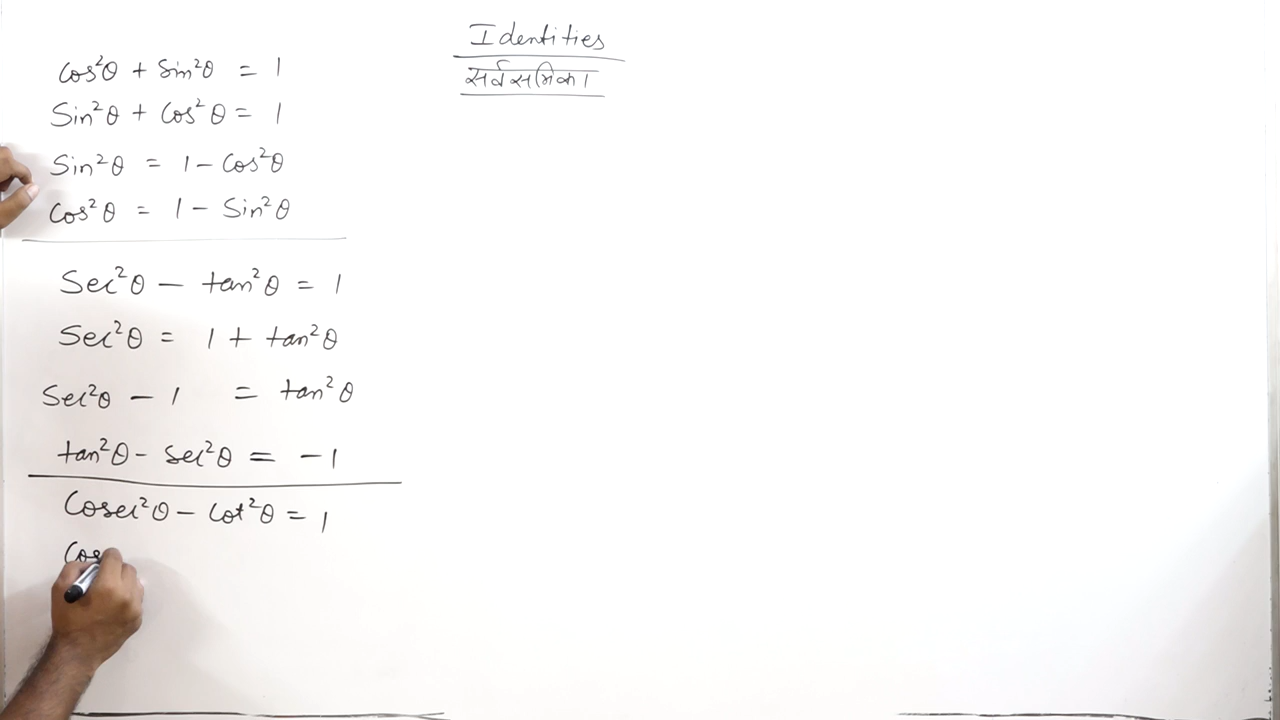 Identities
सर्वसमिका
cos²θ + Sin²θ = 1
Sin²θ + Cos²θ = 1
Sin²θ = 1 - Cos²θ
Cos²θ = 1 - Sin²θ
Sec²θ - tan²θ = 1
Sec²θ = 1 + tan²θ
Sec²θ - 1 = tan²θ
tan²θ - Sec²θ = -1
Cosec²θ - Cot²θ = 1
Cos